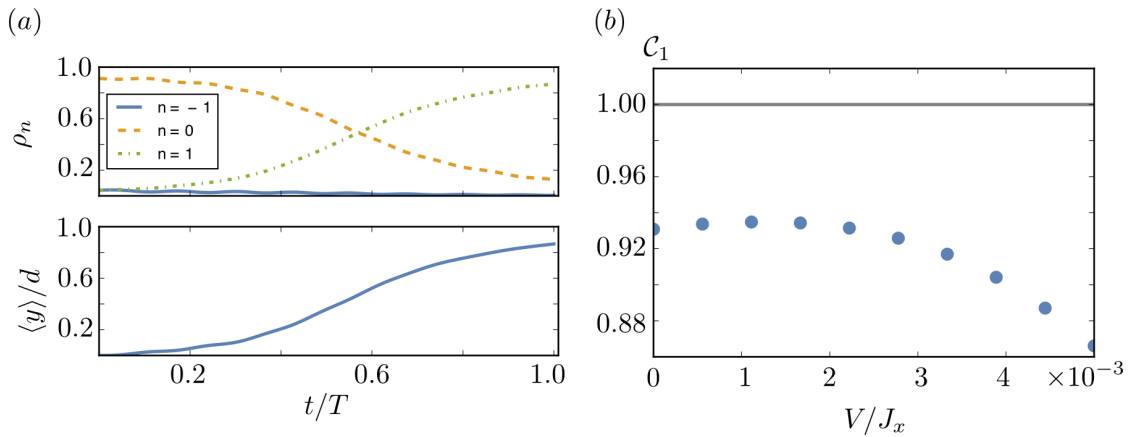 (a)
1.0
0.6
0.2
ρₙ
n = − 1
n = 0
n = 1
1.0
0.6
0.2
⟨y⟩/d
0.2
0.6
1.0
t/T
(b)
𝒞₁
1.00
0.96
0.92
0.88
0
1
2
3
4
×10⁻³
V/Jₓ